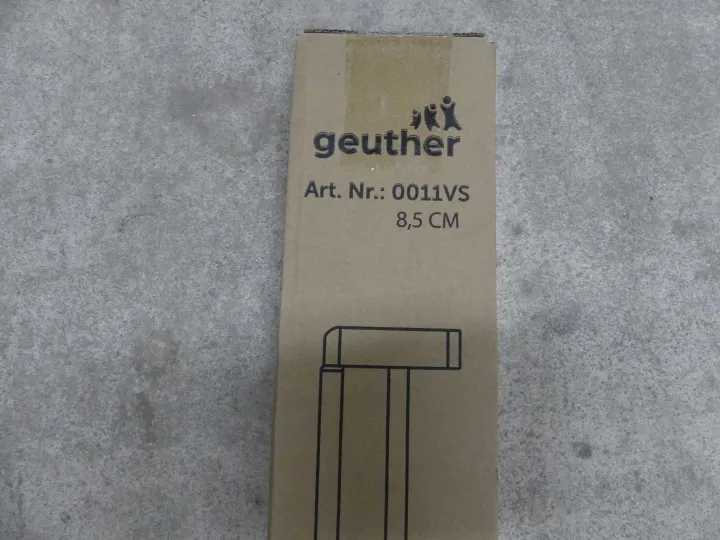 geuther
Art. Nr.: 0011VS
8,5 CM